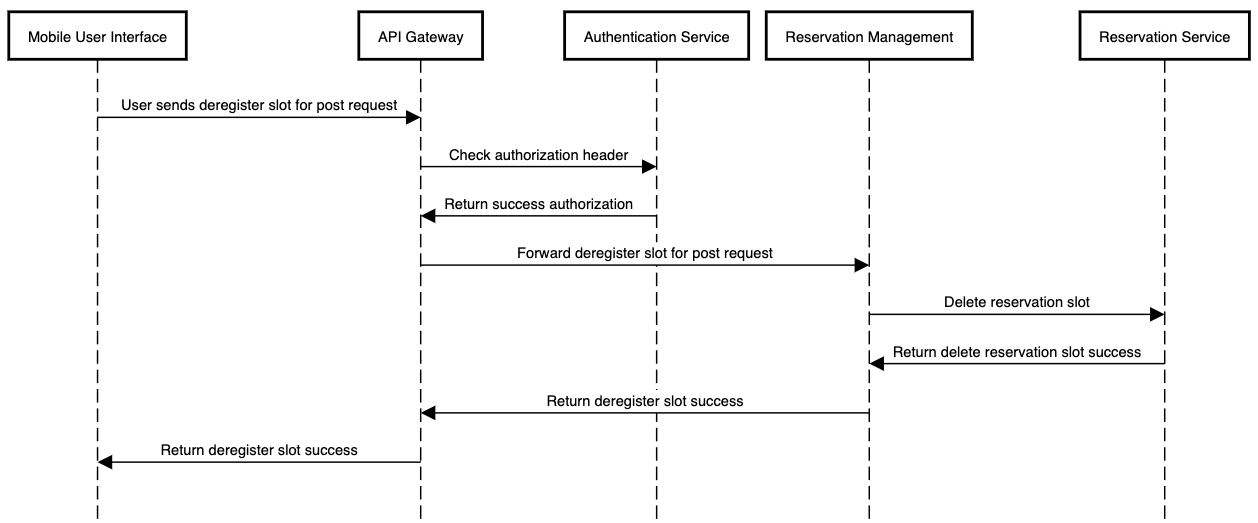 Mobile User Interface
API Gateway
Authentication Service
Reservation Management
Reservation Service
User sends deregister slot for post request
Check authorization header
Return success authorization
Forward deregister slot for post request
Delete reservation slot
Return delete reservation slot success
Return deregister slot success
Return deregister slot success